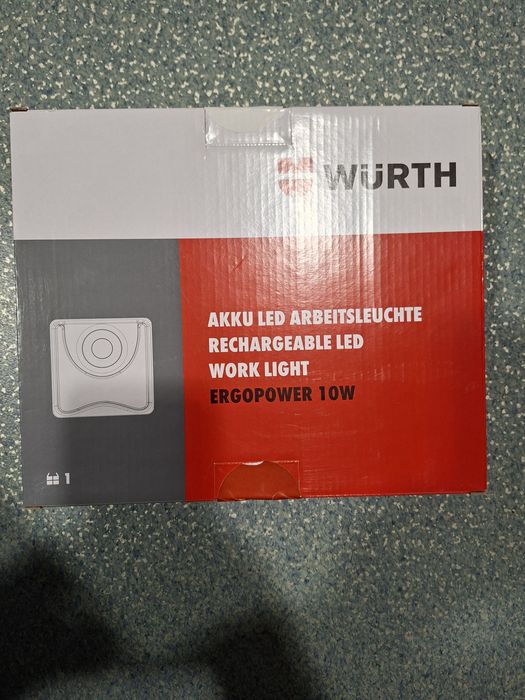 WÜRTH
AKKU LED ARBEITSLEUCHTE
RECHARGEABLE LED
WORK LIGHT
ERGOPOWER 10W
1